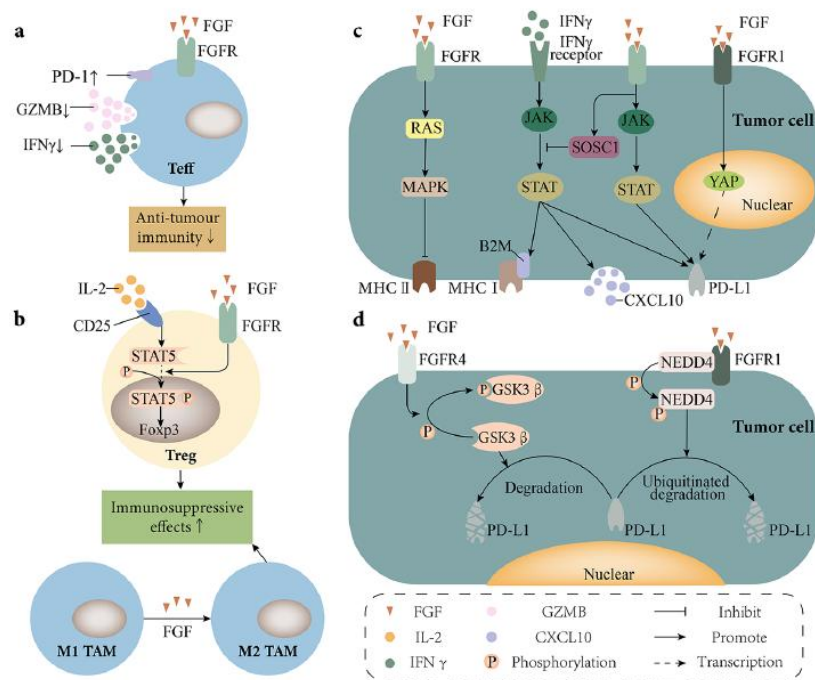 a
FGF
FGFR
PD-1↑
GZMB↓
IFNγ↓
Teff
Anti-tumour
immunity ↓
b
IL-2
CD25
FGF
FGFR
STAT5
P
STAT5 P
Foxp3
Treg
Immunosuppressive
effects ↑
M1 TAM
FGF
M2 TAM
c
FGF
FGFR
IFNγ
IFNγ
receptor
FGF
FGFR1
RAS
MAPK
MHC II
JAK
SOSC1
STAT
B2M
MHC I
CXCL10
JAK
STAT
PD-L1
Tumor cell
YAP
Nuclear
d
FGF
FGFR4
P
P GSK3 β
GSK3 β
Degradation
PD-L1
PD-L1
NEDD4
FGFR1
P
NEDD4
P
Tumor cell
Ubiquitinated
degradation
PD-L1
Nuclear
FGF
GZMB
Inhibit
IL-2
CXCL10
Promote
IFN γ
P Phosphorylation
Transcription